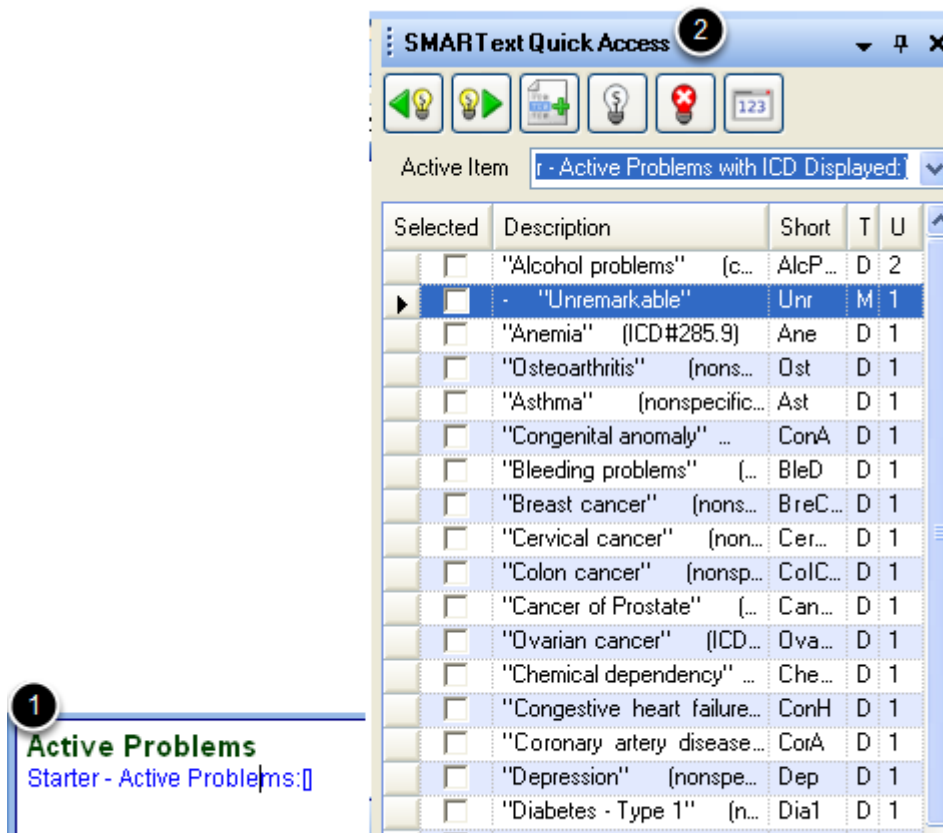 2
SMARText Quick Access
123
Active Item r - Active Problems with ICD Displayed:)
Selected Description Short T U
"Alcohol problems" (c... AlcP... D 2
- "Unremarkable" Unr M 1
"Anemia" (ICD#285.9) Ane D 1
"Osteoarthritis" (nons... Ost D 1
"Asthma" (nonspecific... Ast D 1
"Congenital anomaly" ... ConA D 1
"Bleeding problems" (... BleD D 1
"Breast cancer" (nons... BreC... D 1
"Cervical cancer" (non... Cer... D 1
"Colon cancer" (nonsp... ColC... D 1
"Cancer of Prostate" (... Can... D 1
"Ovarian cancer" (ICD... Ova... D 1
"Chemical dependency" ... Che... D 1
"Congestive heart failure... ConH D 1
"Coronary artery disease... CorA D 1
"Depression" (nonspe... Dep D 1
"Diabetes - Type 1" (n... Dia1 D 1
1
Active Problems
Starter - Active Problems:[]